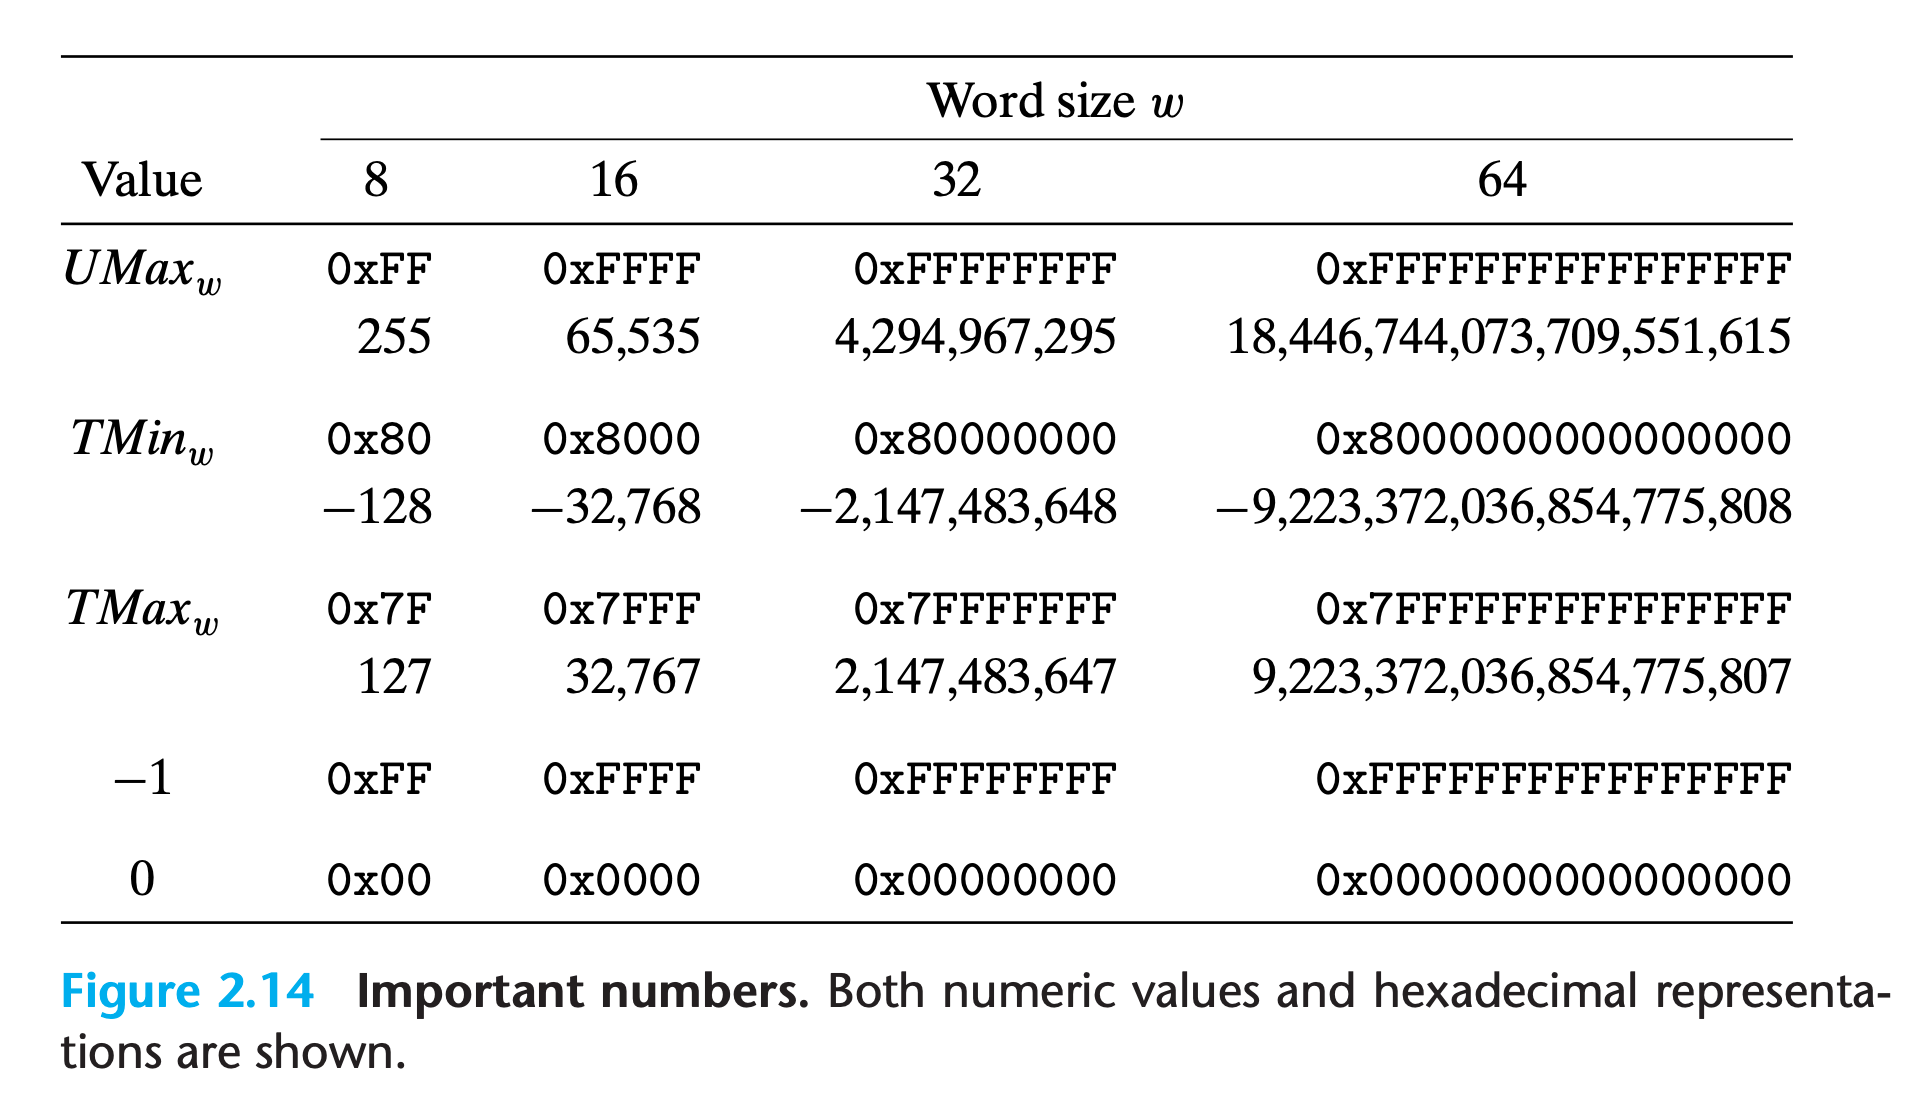 Word size w
Value 8 16 32 64
UMax_w 0xFF 0xFFFF 0xFFFFFFFF 0xFFFFFFFFFFFFFFFF
255 65,535 4,294,967,295 18,446,744,073,709,551,615
TMin_w 0x80 0x8000 0x80000000 0x8000000000000000
−128 −32,768 −2,147,483,648 −9,223,372,036,854,775,808
TMax_w 0x7F 0x7FFF 0x7FFFFFFF 0x7FFFFFFFFFFFFFFF
127 32,767 2,147,483,647 9,223,372,036,854,775,807
−1 0xFF 0xFFFF 0xFFFFFFFF 0xFFFFFFFFFFFFFFFF
0 0x00 0x0000 0x00000000 0x0000000000000000
Figure 2.14 Important numbers. Both numeric values and hexadecimal representa-
tions are shown.